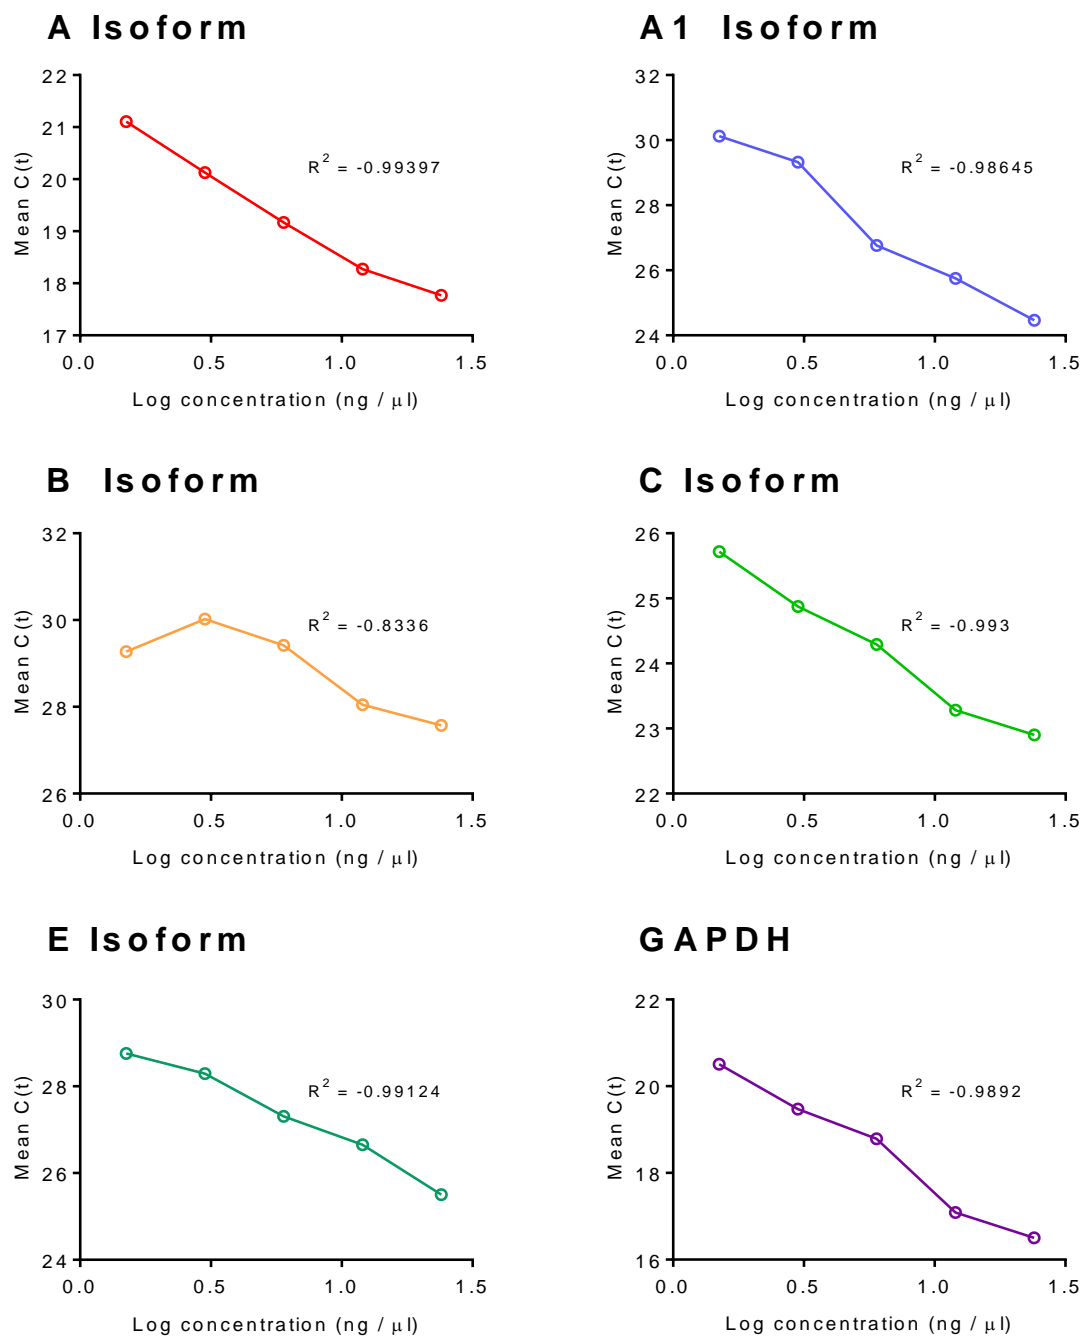 A Isoform
22
21
20
19
18
17
Mean C(t)
R² = -0.99397
0.0 0.5 1.0 1.5
Log concentration (ng / µl)
A1 Isoform
32
30
28
26
24
Mean C(t)
R² = -0.98645
0.0 0.5 1.0 1.5
Log concentration (ng / µl)
B Isoform
32
30
28
26
Mean C(t)
R² = -0.8336
0.0 0.5 1.0 1.5
Log concentration (ng / µl)
C Isoform
26
25
24
23
22
Mean C(t)
R² = -0.993
0.0 0.5 1.0 1.5
Log concentration (ng / µl)
E Isoform
30
28
26
24
Mean C(t)
R² = -0.99124
0.0 0.5 1.0 1.5
Log concentration (ng / µl)
GAPDH
22
20
18
16
Mean C(t)
R² = -0.9892
0.0 0.5 1.0 1.5
Log concentration (ng / µl)